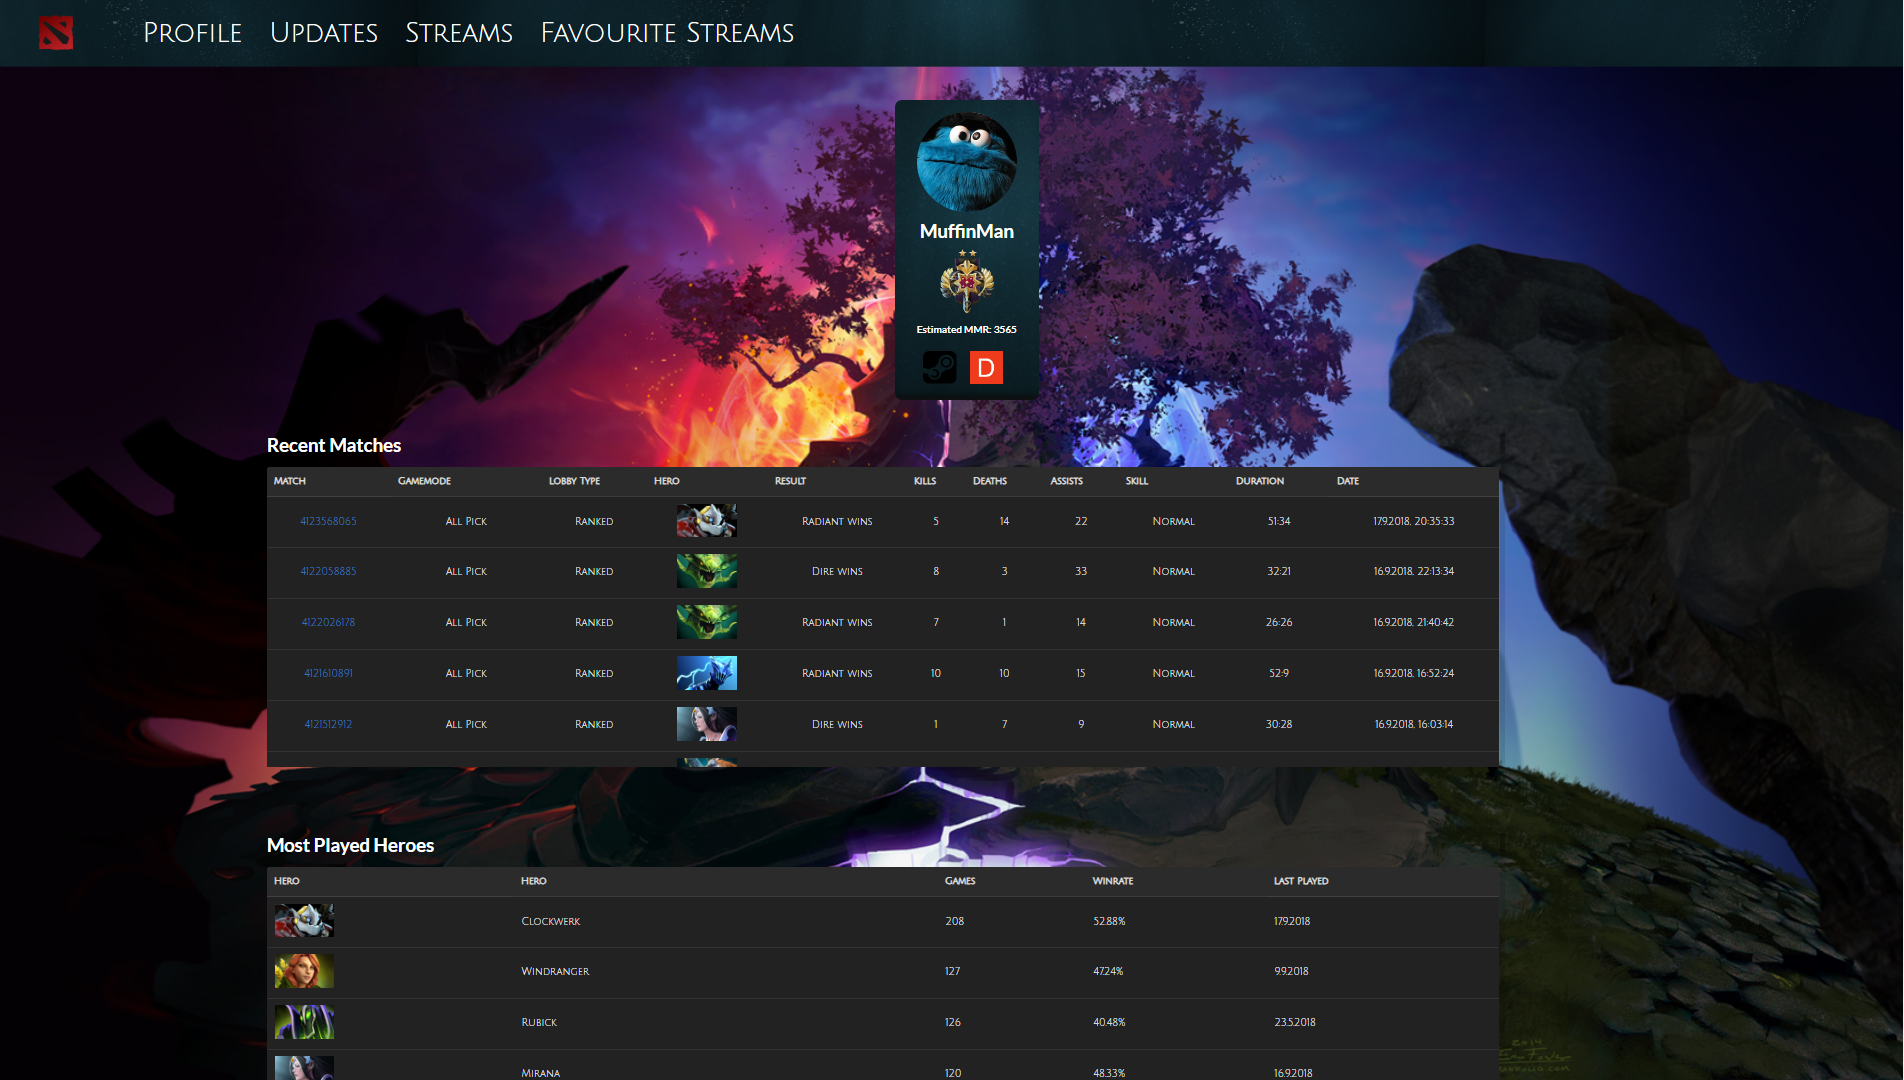 Profile Updates Streams Favourite Streams
MuffinMan
Estimated MMR: 3565
D
Recent Matches
Match Gamemode Lobby Type Hero Result Kills Deaths Assists Skill Duration Date
4123568065 All Pick Ranked Radiant wins 5 14 22 Normal 51:34 17.9.2018. 20:35:33
4122058885 All Pick Ranked Dire wins 8 3 33 Normal 32:21 16.9.2018. 22:13:34
4122026178 All Pick Ranked Radiant wins 7 1 14 Normal 26:26 16.9.2018. 21:40:42
4121610891 All Pick Ranked Radiant wins 10 10 15 Normal 52:9 16.9.2018. 16:52:24
4121512912 All Pick Ranked Dire wins 1 7 9 Normal 30:28 16.9.2018. 16:03:14
Most Played Heroes
Hero Hero Games Winrate Last Played
Clockwerk 208 52.88% 17.9.2018
Windranger 127 47.24% 9.9.2018
Rubick 126 40.48% 23.5.2018
Mirana 120 48.33% 16.9.2018
2014